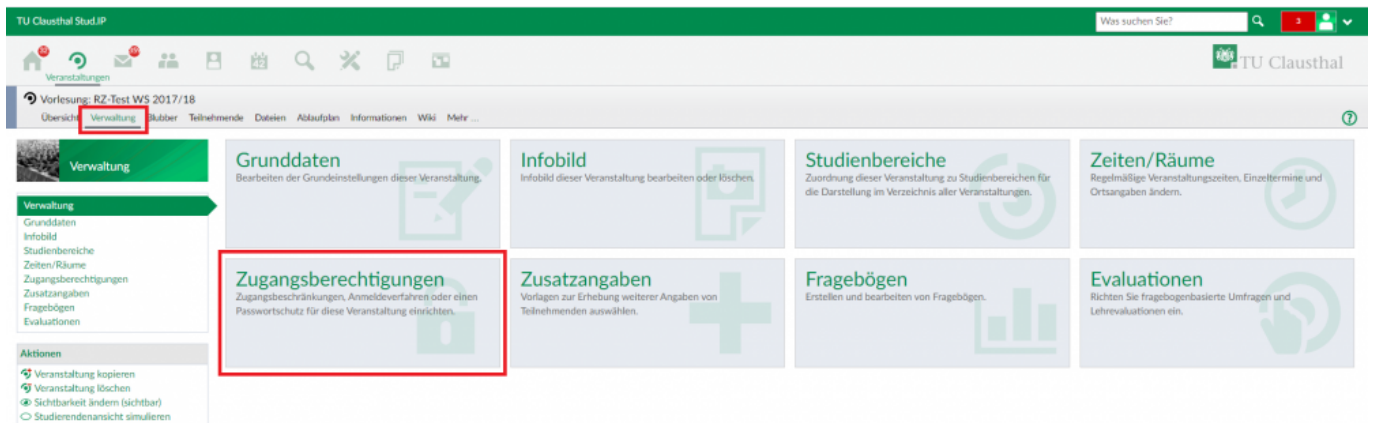 TU Clausthal Stud.IP
Was suchen Sie?
3
Veranstaltungen
TU Clausthal
Vorlesung: RZ-Test WS 2017/18
Übersicht Verwaltung Blubber Teilnehmende Dateien Ablaufplan Informationen Wiki Mehr ...
Verwaltung
Verwaltung
Grunddaten
Infobild
Studienbereiche
Zeiten/Räume
Zugangsberechtigungen
Zusatzangaben
Fragebögen
Evaluationen
Aktionen
Veranstaltung kopieren
Veranstaltung löschen
Sichtbarkeit ändern (sichtbar)
Studierendenansicht simulieren
Grunddaten
Bearbeiten der Grundeinstellungen dieser Veranstaltung.
Infobild
Infobild dieser Veranstaltung bearbeiten oder löschen.
Studienbereiche
Zuordnung dieser Veranstaltung zu Studienbereichen für
die Darstellung im Verzeichnis aller Veranstaltungen.
Zeiten/Räume
Regelmäßige Veranstaltungszeiten, Einzeltermine und
Ortsangaben ändern.
Zugangsberechtigungen
Zugangsbeschränkungen, Anmeldeverfahren oder einen
Passwortschutz für diese Veranstaltung einrichten.
Zusatzangaben
Vorlagen zur Erhebung weiterer Angaben von
Teilnehmenden auswählen.
Fragebögen
Erstellen und bearbeiten von Fragebögen.
Evaluationen
Richten Sie fragebogenbasierte Umfragen und
Lehrevaluationen ein.